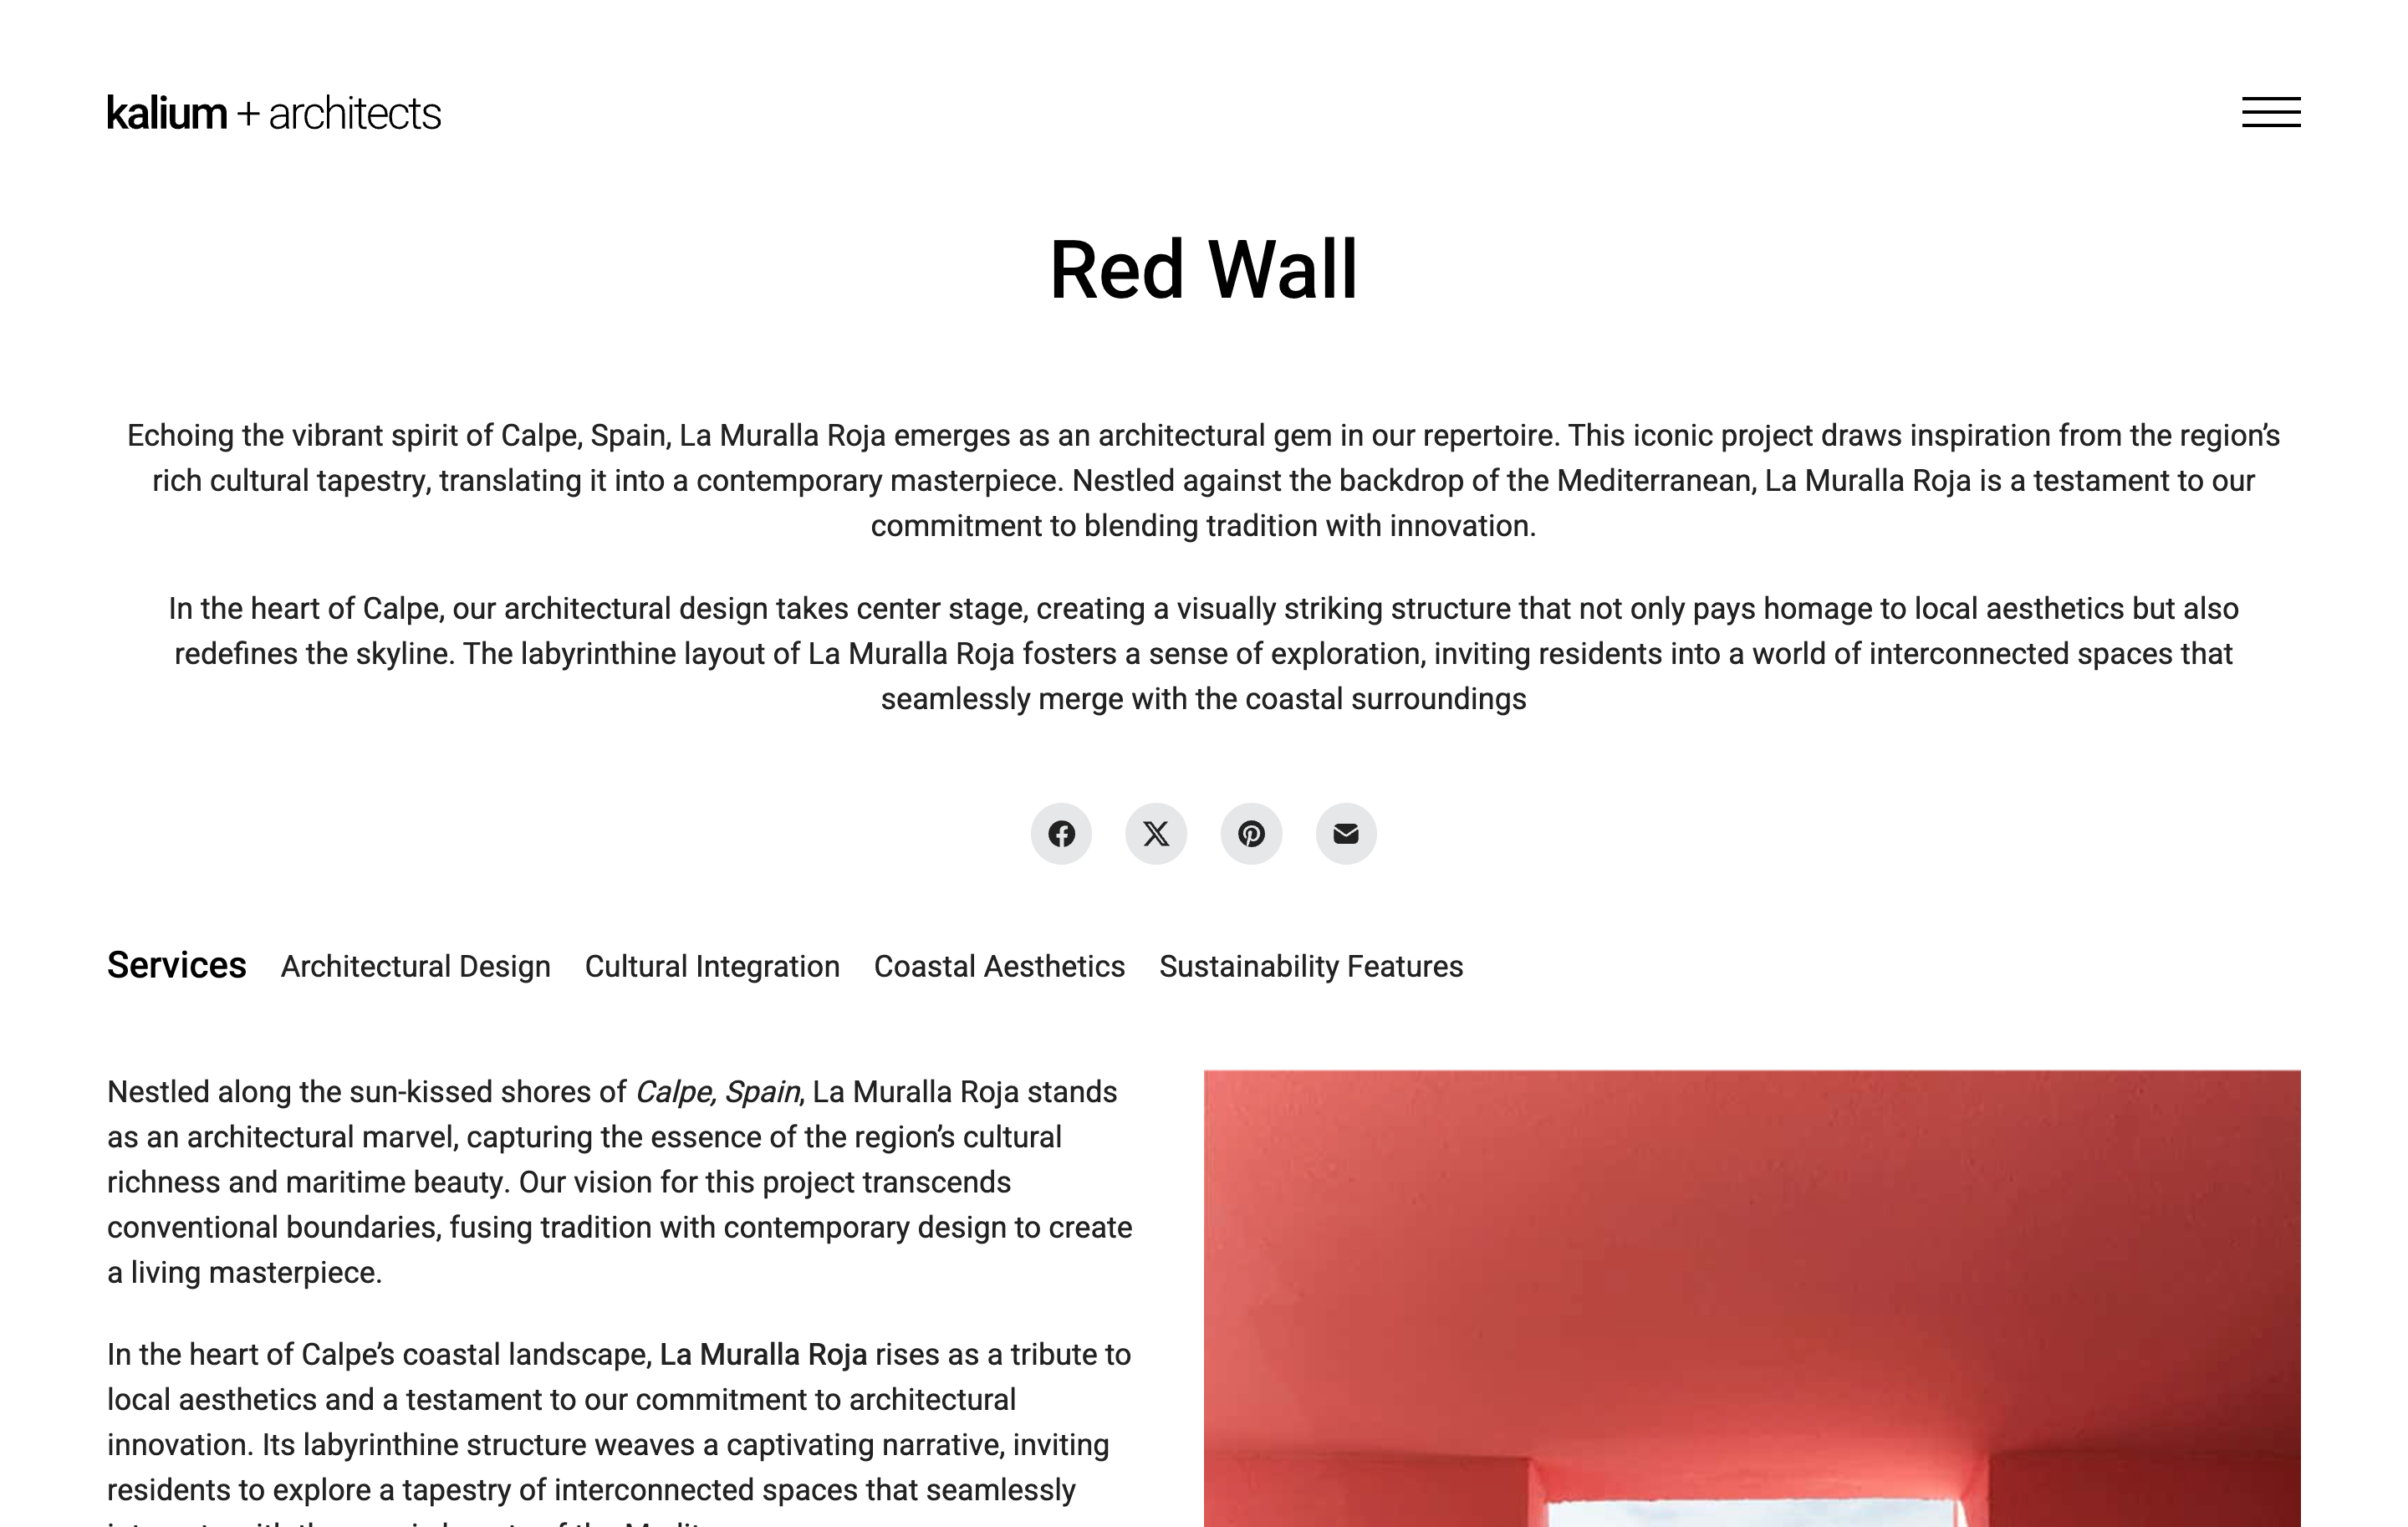 kalium + architects
Red Wall
Echoing the vibrant spirit of Calpe, Spain, La Muralla Roja emerges as an architectural gem in our repertoire. This iconic project draws inspiration from the region’s
rich cultural tapestry, translating it into a contemporary masterpiece. Nestled against the backdrop of the Mediterranean, La Muralla Roja is a testament to our
commitment to blending tradition with innovation.
In the heart of Calpe, our architectural design takes center stage, creating a visually striking structure that not only pays homage to local aesthetics but also
redefines the skyline. The labyrinthine layout of La Muralla Roja fosters a sense of exploration, inviting residents into a world of interconnected spaces that
seamlessly merge with the coastal surroundings
Services Architectural Design Cultural Integration Coastal Aesthetics Sustainability Features
Nestled along the sun-kissed shores of Calpe, Spain, La Muralla Roja stands
as an architectural marvel, capturing the essence of the region’s cultural
richness and maritime beauty. Our vision for this project transcends
conventional boundaries, fusing tradition with contemporary design to create
a living masterpiece.
In the heart of Calpe’s coastal landscape, La Muralla Roja rises as a tribute to
local aesthetics and a testament to our commitment to architectural
innovation. Its labyrinthine structure weaves a captivating narrative, inviting
residents to explore a tapestry of interconnected spaces that seamlessly